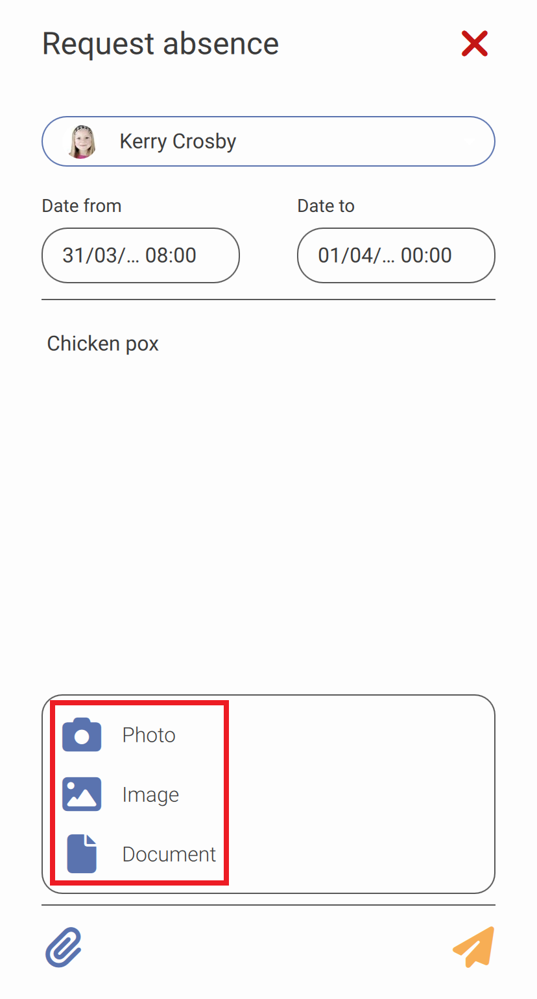 Request absence
Kerry Crosby
Date from Date to
31/03/... 08:00 01/04/... 00:00
Chicken pox
Photo
Image
Document